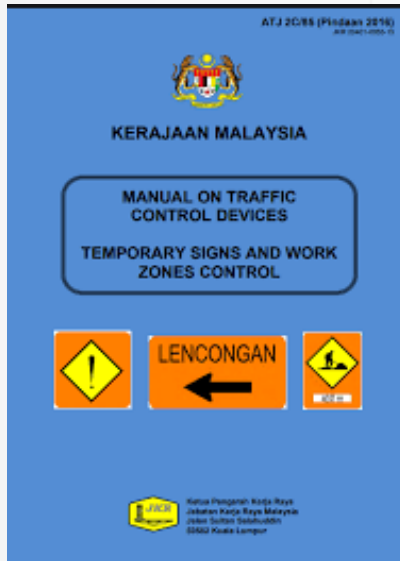 ATJ 2C/85 (Pindaan 2016)
KERAJAAN MALAYSIA
MANUAL ON TRAFFIC
CONTROL DEVICES
TEMPORARY SIGNS AND WORK
ZONES CONTROL
!
LENCONGAN
JKR
Ketua Pengarah Kerja Raya
Jabatan Kerja Raya Malaysia
Jalan Sultan Salahuddin
50582 Kuala Lumpur